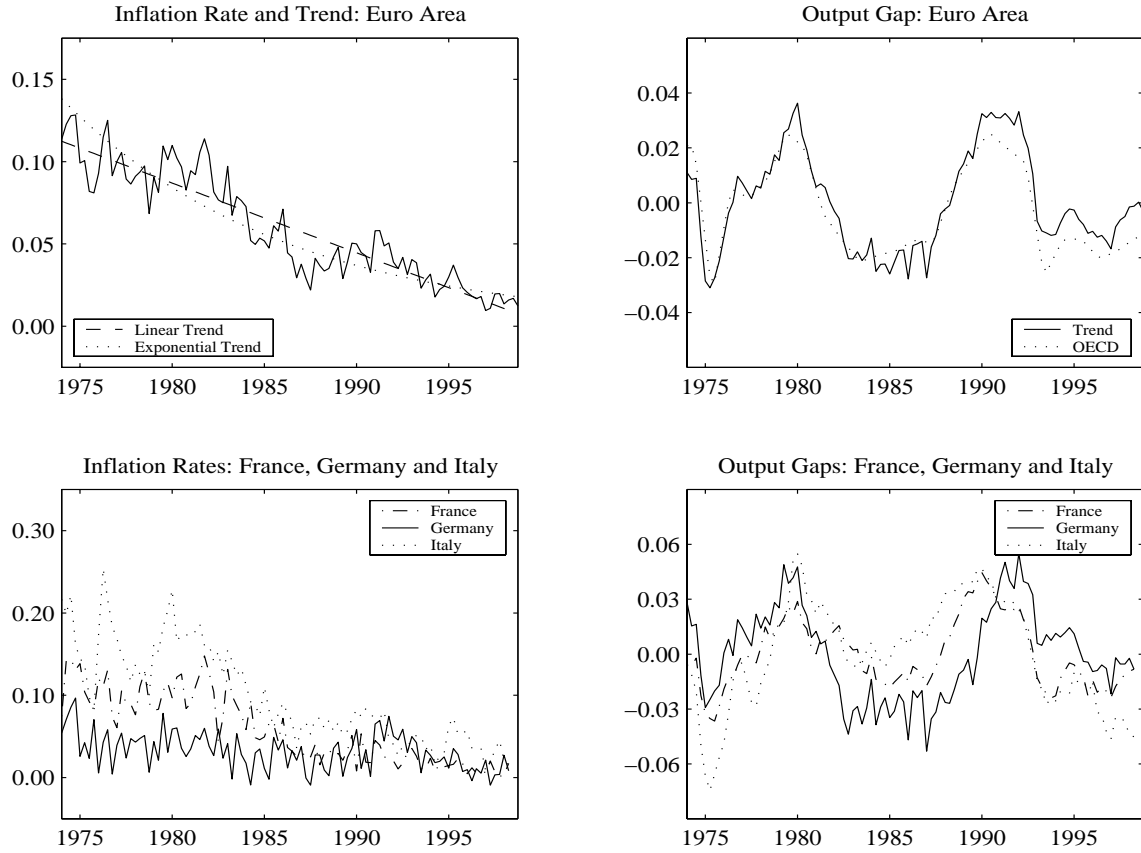 Inflation Rate and Trend: Euro Area
0.15
0.10
0.05
0.00
Linear Trend
Exponential Trend
1975 1980 1985 1990 1995
Output Gap: Euro Area
0.04
0.02
0.00
−0.02
−0.04
Trend
OECD
1975 1980 1985 1990 1995
Inflation Rates: France, Germany and Italy
0.30
0.20
0.10
0.00
France
Germany
Italy
1975 1980 1985 1990 1995
Output Gaps: France, Germany and Italy
0.06
0.03
0.00
−0.03
−0.06
France
Germany
Italy
1975 1980 1985 1990 1995